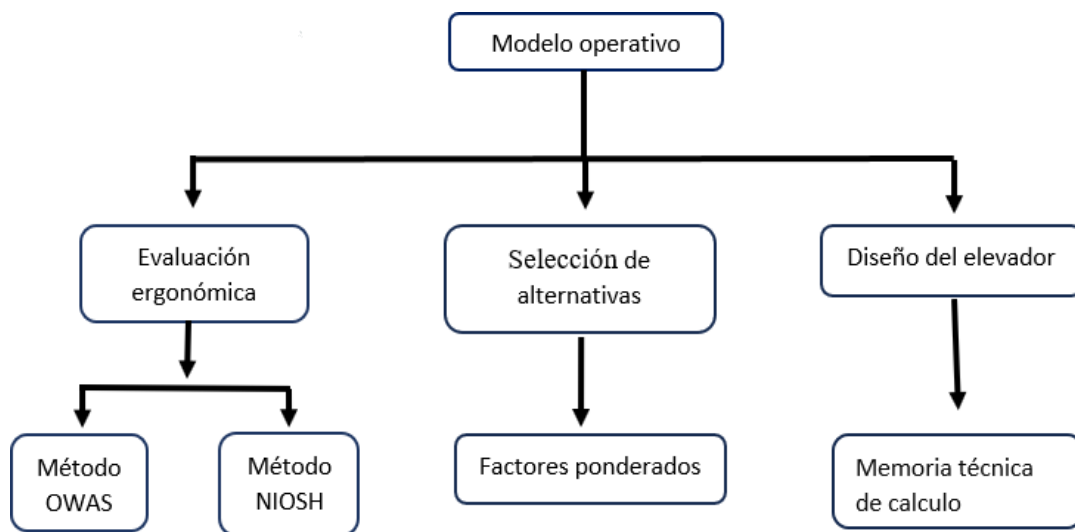 Modelo operativo
Evaluación
ergonómica
Selección de
alternativas
Diseño del elevador
Método
OWAS
Método
NIOSH
Factores ponderados
Memoria técnica
de calculo